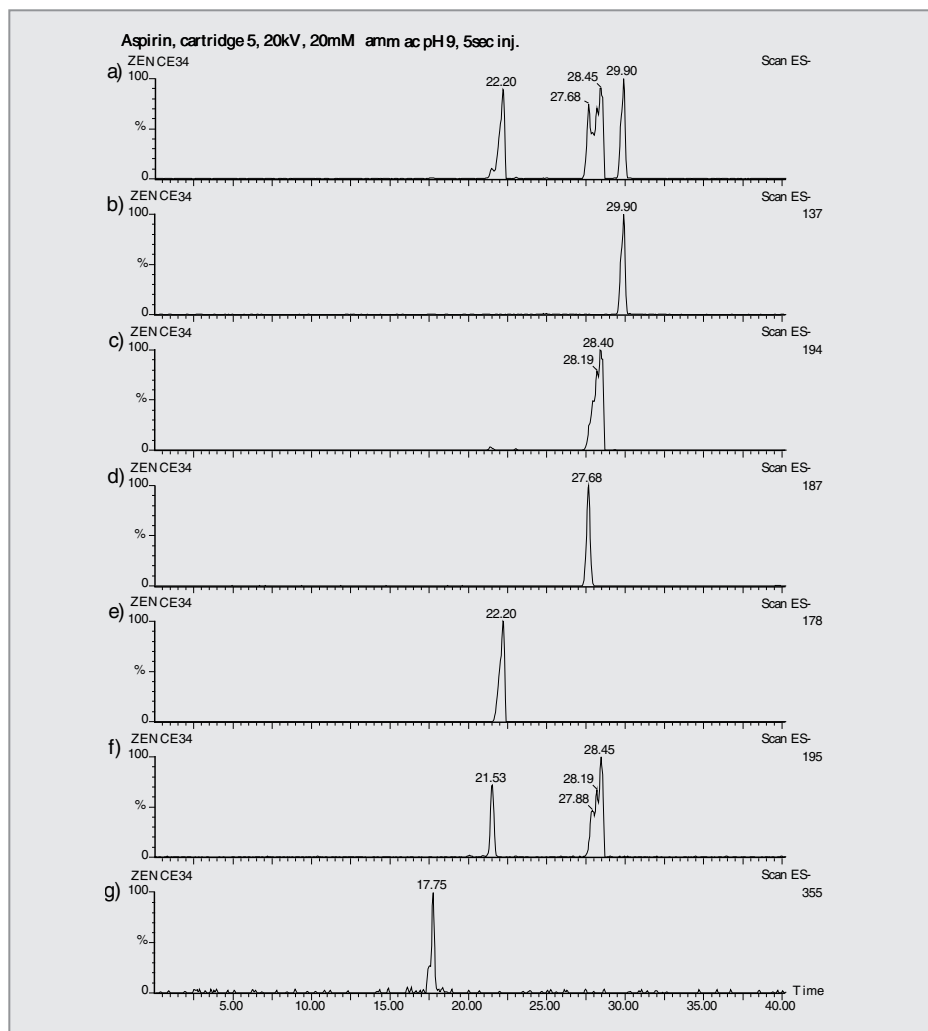 Aspirin, cartridge 5, 20kV, 20mM amm ac pH9, 5sec inj.
a) ZENCE34 Scan ES-
100 22.20 27.68 28.45 29.90
%
0
b) ZENCE34 Scan ES-
137
100 29.90
%
0
c) ZENCE34 Scan ES-
194
100 28.40
28.19
%
0
d) ZENCE34 Scan ES-
187
100 27.68
%
0
e) ZENCE34 Scan ES-
178
100 22.20
%
0
f) ZENCE34 Scan ES-
195
100 28.45
21.53 28.19
27.88
%
0
g) ZENCE34 Scan ES-
355
100 17.75
%
0 Time
5.00 10.00 15.00 20.00 25.00 30.00 35.00 40.00